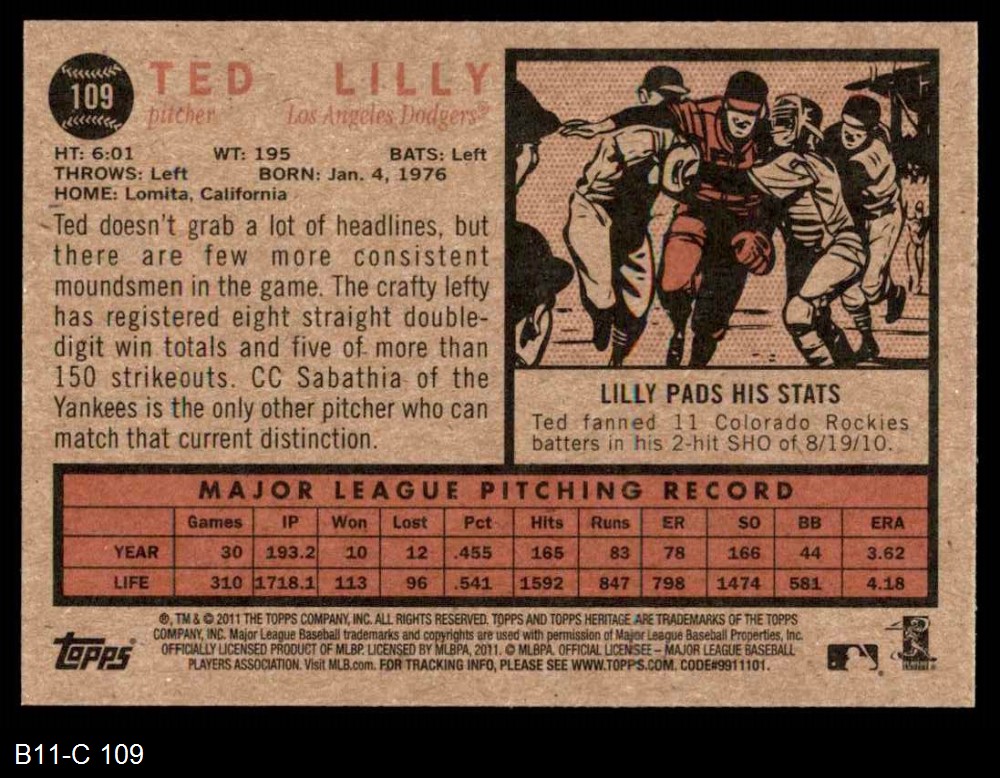 109
TED LILLY
pitcher Los Angeles Dodgers®
HT: 6:01 WT: 195 BATS: Left
THROWS: Left BORN: Jan. 4, 1976
HOME: Lomita, California
Ted doesn't grab a lot of headlines, but
there are few more consistent
moundsmen in the game. The crafty lefty
has registered eight straight double-
digit win totals and five of more than
150 strikeouts. CC Sabathia of the
Yankees is the only other pitcher who can
match that current distinction.
LILLY PADS HIS STATS
Ted fanned 11 Colorado Rockies
batters in his 2-hit SHO of 8/19/10.
MAJOR LEAGUE PITCHING RECORD
Games IP Won Lost Pct Hits Runs ER SO BB ERA
YEAR 30 193.2 10 12 .455 165 83 78 166 44 3.62
LIFE 310 1718.1 113 96 .541 1592 847 798 1474 581 4.18
®, TM & © 2011 THE TOPPS COMPANY, INC. ALL RIGHTS RESERVED. TOPPS AND TOPPS HERITAGE ARE TRADEMARKS OF THE TOPPS
COMPANY, INC. Major League Baseball trademarks and copyrights are used with permission of Major League Baseball Properties, Inc.
OFFICIALLY LICENSED PRODUCT OF MLBP. LICENSED BY MLBPA, 2011. © MLBPA. OFFICIAL LICENSEE – MAJOR LEAGUE BASEBALL
PLAYERS ASSOCIATION. Visit MLB.com. FOR TRACKING INFO, PLEASE SEE WWW.TOPPS.COM. CODE#9911101.
Topps®
B11-C 109